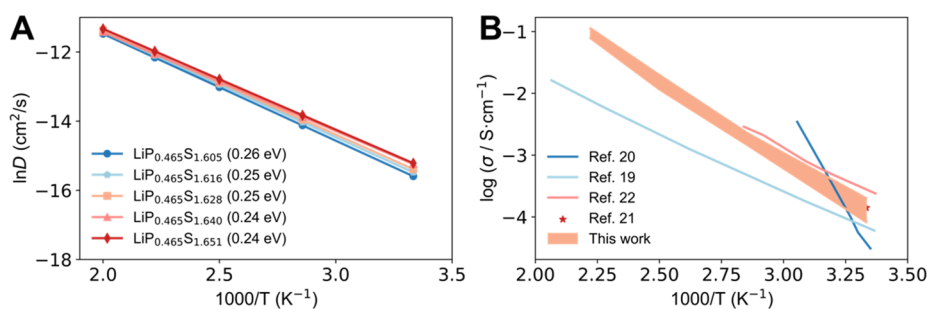 A
lnD (cm²/s)
−12
−14
−16
−18
LiP0.465S1.605 (0.26 eV)
LiP0.465S1.616 (0.25 eV)
LiP0.465S1.628 (0.25 eV)
LiP0.465S1.640 (0.24 eV)
LiP0.465S1.651 (0.24 eV)
2.0 2.5 3.0 3.5
1000/T (K⁻¹)
B
log (σ / S·cm⁻¹)
−1
−2
−3
−4
Ref. 20
Ref. 19
Ref. 22
Ref. 21
This work
2.00 2.25 2.50 2.75 3.00 3.25 3.50
1000/T (K⁻¹)